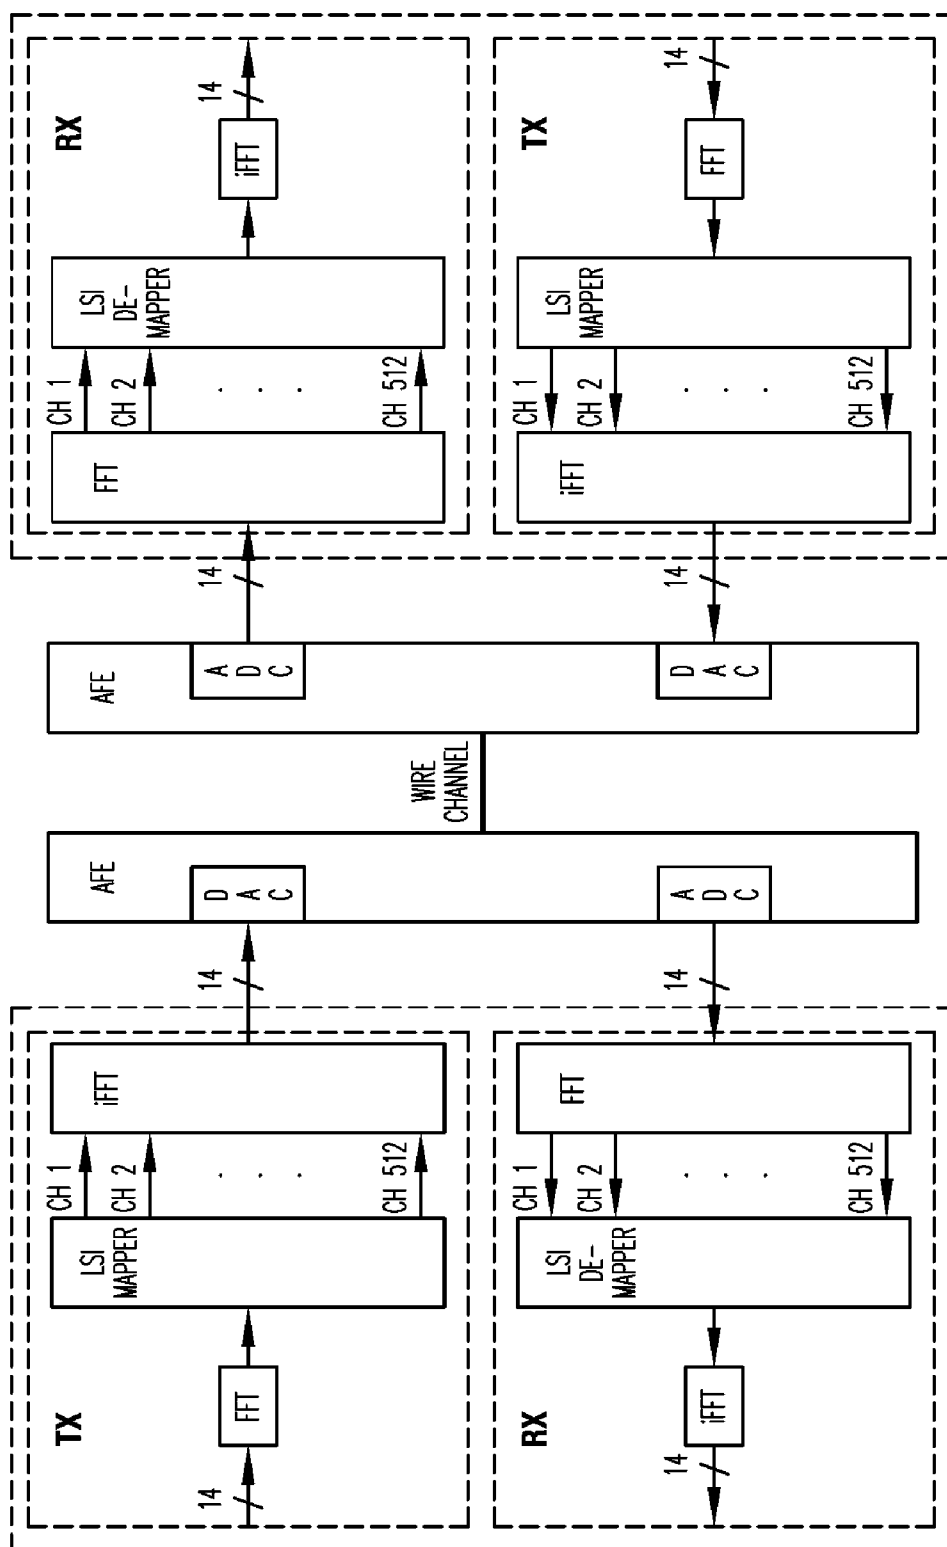 TX
14
FFT
LSI
MAPPER
CH 1
CH 2
. . .
CH 512
iFFT
14
D
A
C
AFE
WIRE
CHANNEL
AFE
A
D
C
14
FFT
CH 1
CH 2
. . .
CH 512
LSI
DE-
MAPPER
iFFT
14
RX
RX
14
iFFT
LSI
DE-
MAPPER
CH 1
CH 2
. . .
CH 512
FFT
14
A
D
C
D
A
C
14
iFFT
CH 1
CH 2
. . .
CH 512
LSI
MAPPER
FFT
14
TX